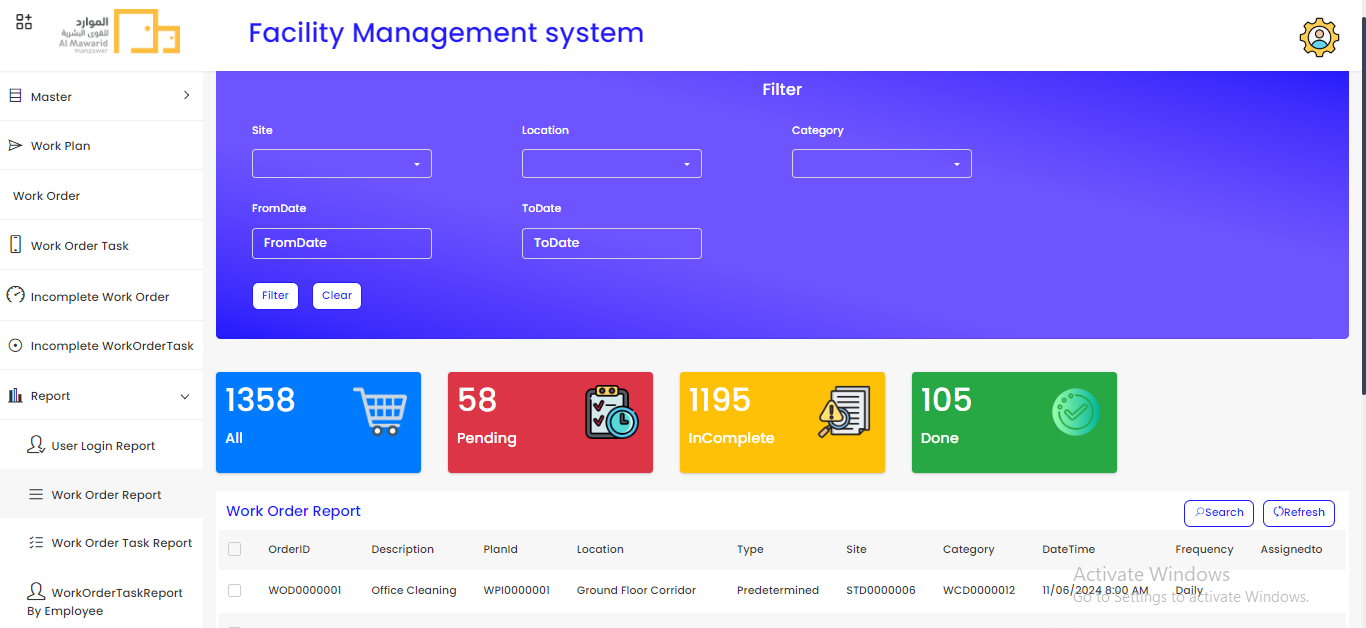 الموارد
للقوى البشرية
Al Mawarid
manpower
Facility Management system
Master
Work Plan
Work Order
Work Order Task
Incomplete Work Order
Incomplete WorkOrderTask
Report
User Login Report
Work Order Report
Work Order Task Report
WorkOrderTaskReport
By Employee
Filter
Site Location Category
FromDate ToDate
FromDate ToDate
Filter Clear
1358 58 1195 105
All Pending InComplete Done
Work Order Report Search Refresh
OrderID Description PlanId Location Type Site Category DateTime Frequency Assignedto
WOD0000001 Office Cleaning WPI0000001 Ground Floor Corridor Predetermined STD0000006 WCD0000012 11/06/2024 8:00 AM Daily
Activate Windows
Go to Settings to activate Windows.